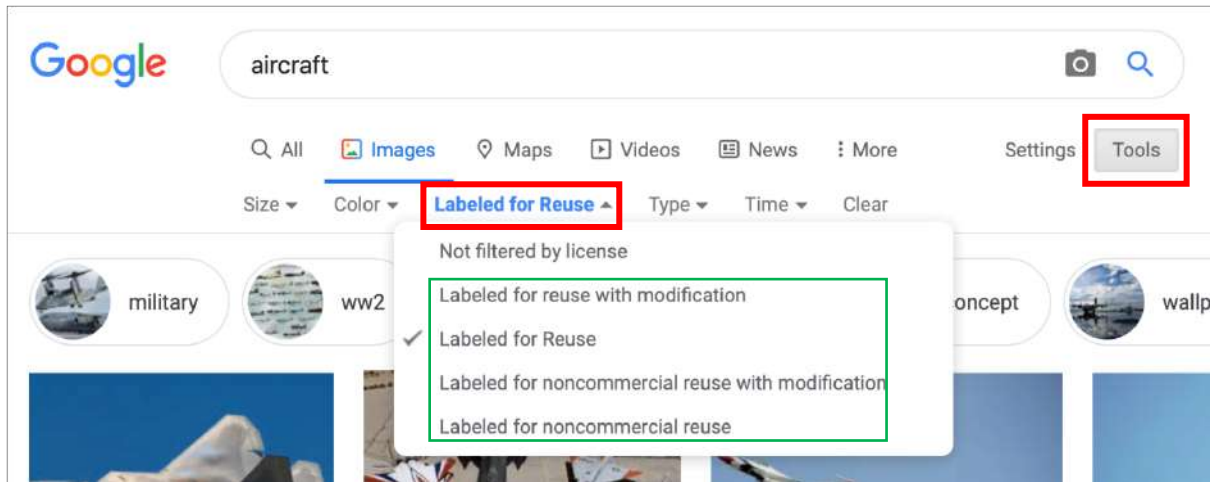 Google
aircraft
All Images Maps Videos News More Settings Tools
Size Color Labeled for Reuse Type Time Clear
Not filtered by license
military ww2 Labeled for reuse with modification oncept wallp
Labeled for Reuse
Labeled for noncommercial reuse with modification
Labeled for noncommercial reuse